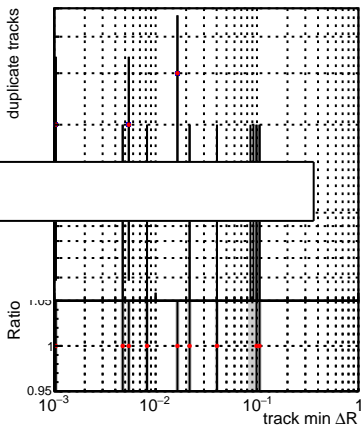 duplicate tracks
1.05
Ratio
1
0.95
10⁻³ 10⁻² 10⁻¹ 1
track min ΔR